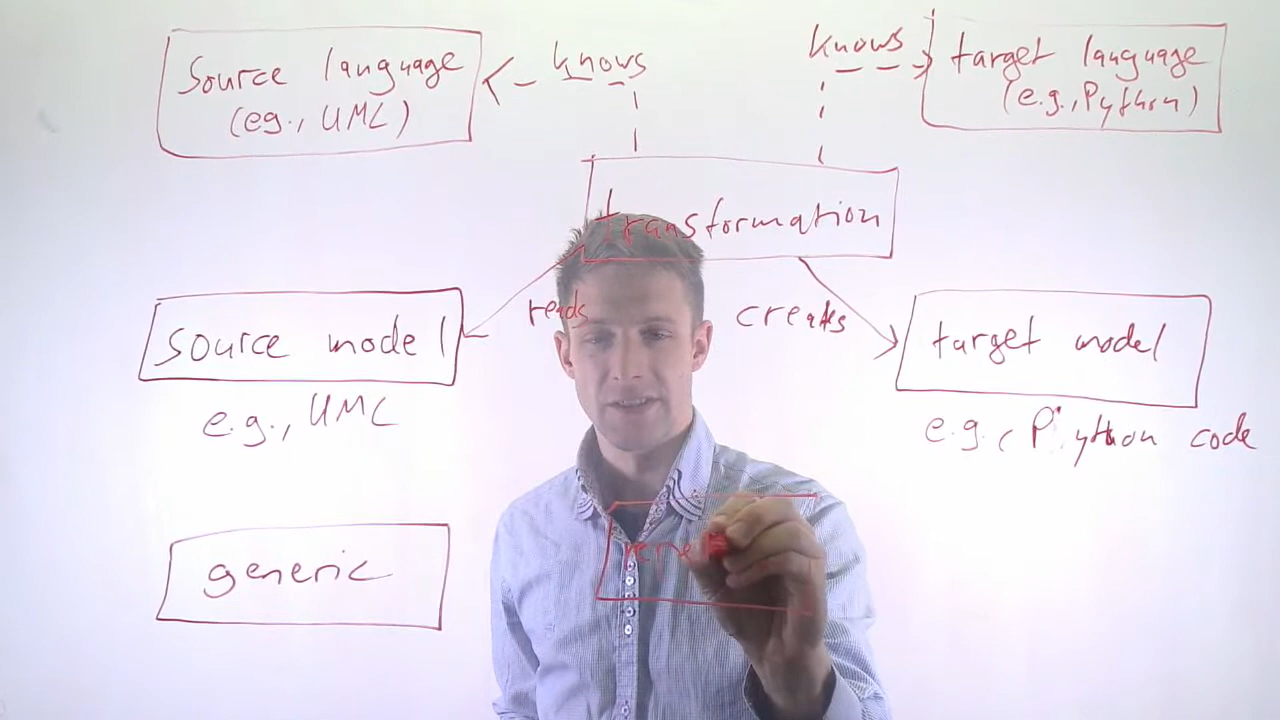 Source language
(eg., UML)
knows
knows
target language
(e.g., Python)
transformation
reads
creates
source model
e.g., UML
target model
e.g., Python code
generic